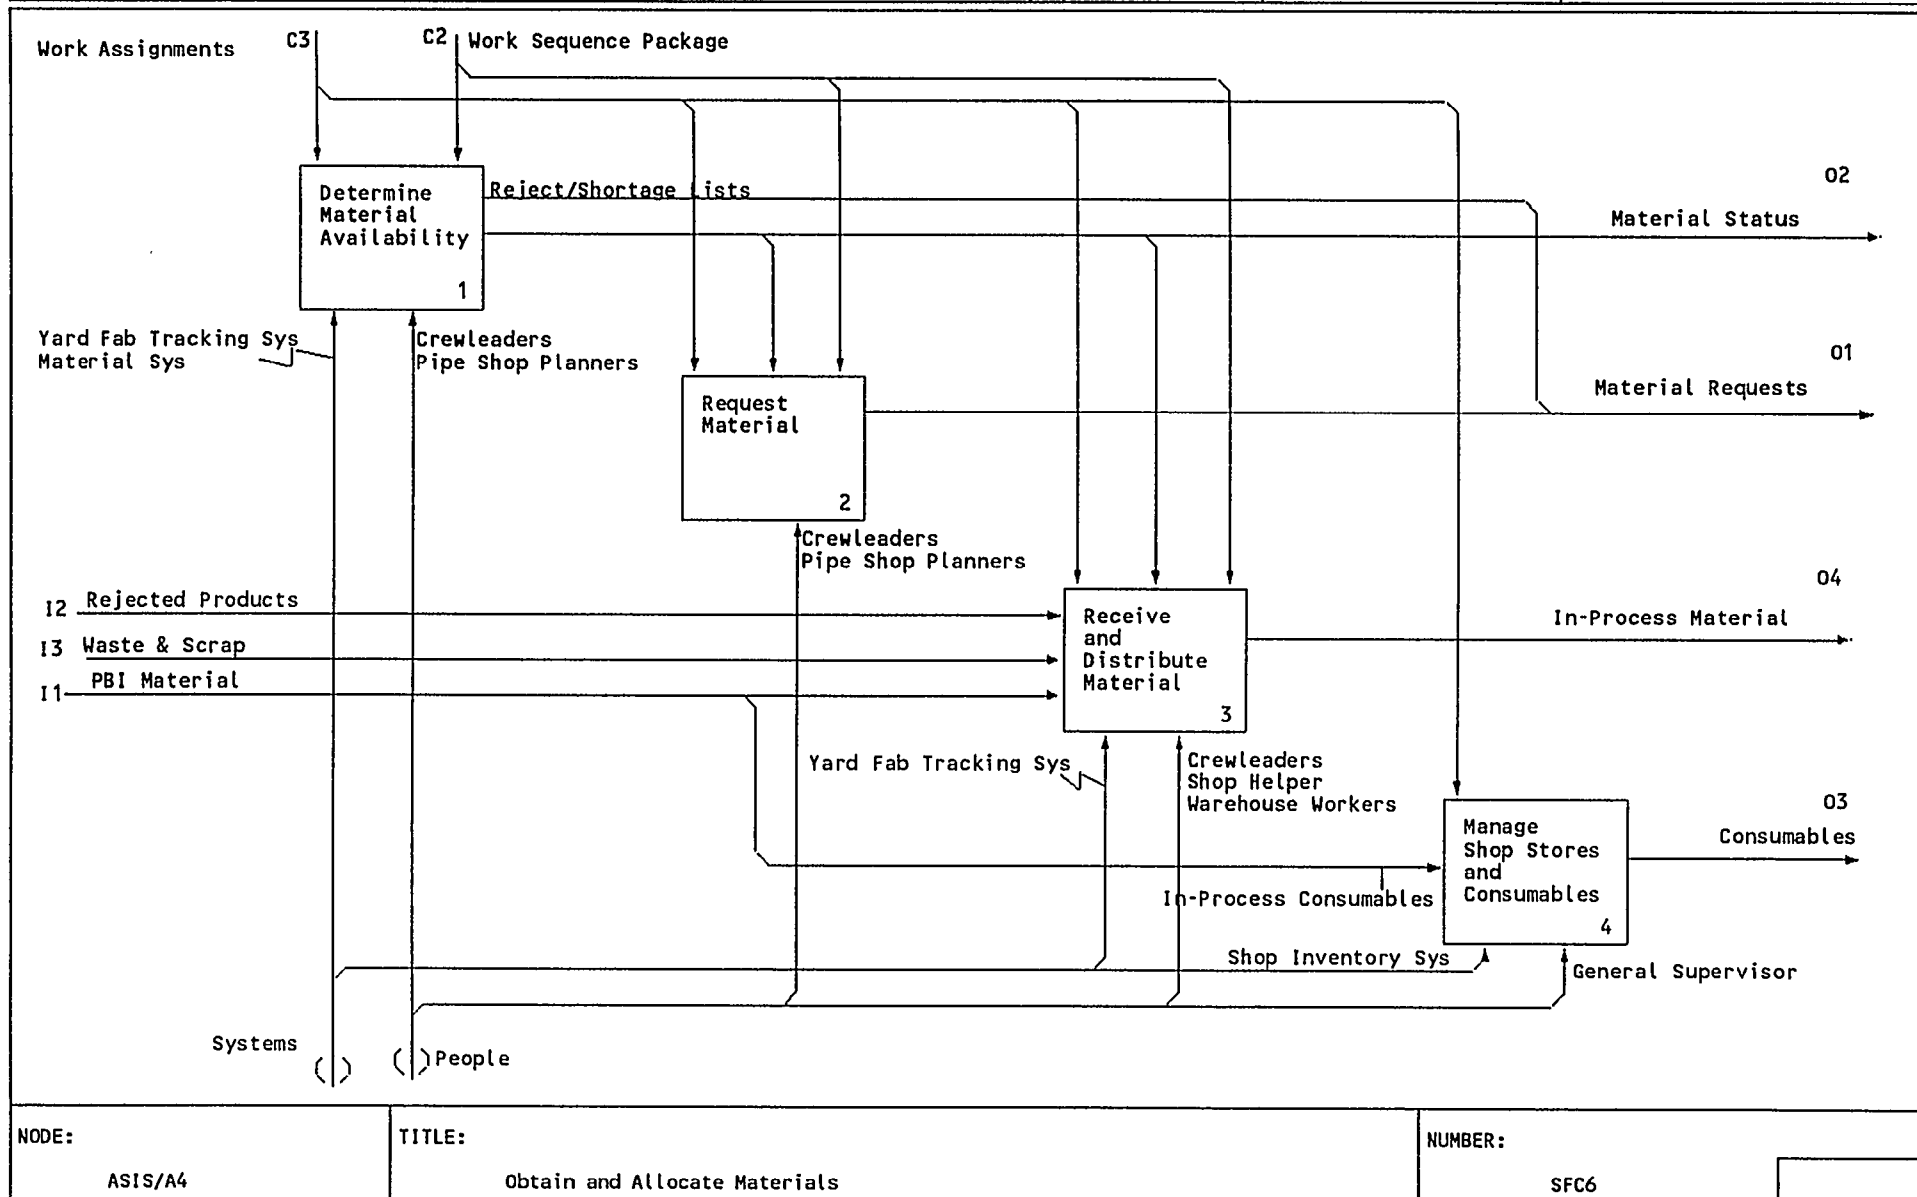 Work Assignments
C3
C2
Work Sequence Package
Determine
Material
Availability
1
Reject/Shortage Lists
O2
Material Status
Yard Fab Tracking Sys
Material Sys
Crewleaders
Pipe Shop Planners
O1
Material Requests
Request
Material
2
Crewleaders
Pipe Shop Planners
I2
Rejected Products
I3
Waste & Scrap
I1
PBI Material
Receive
and
Distribute
Material
3
O4
In-Process Material
Yard Fab Tracking Sys
Crewleaders
Shop Helper
Warehouse Workers
O3
Consumables
Manage
Shop Stores
and
Consumables
4
In-Process Consumables
Shop Inventory Sys
General Supervisor
Systems
People
NODE:
ASIS/A4
TITLE:
Obtain and Allocate Materials
NUMBER:
SFC6